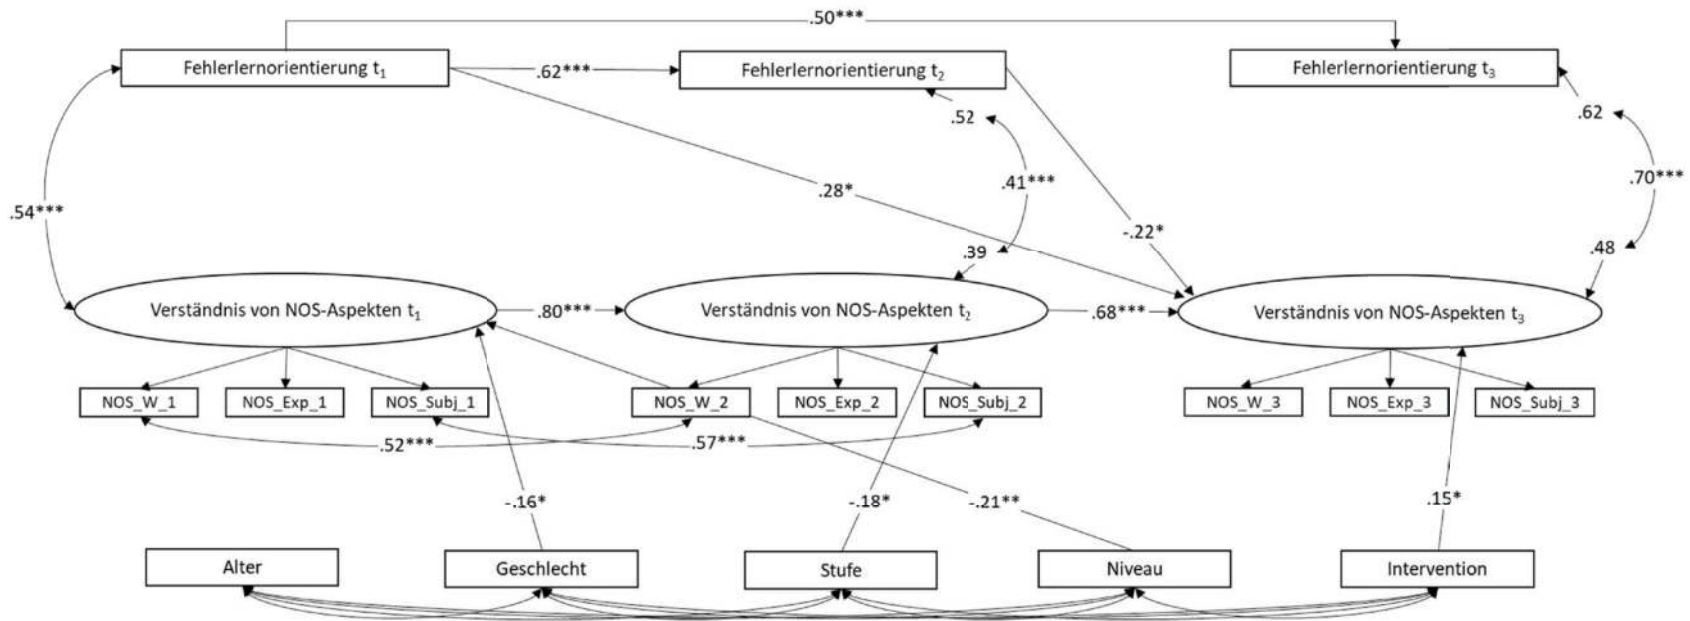 .50***
Fehlerlernorientierung t₁
.62***
Fehlerlernorientierung t₂
Fehlerlernorientierung t₃
.52
.62
.54***
.28*
.41***
.70***
-.22*
.39
.48
Verständnis von NOS-Aspekten t₁
.80***
Verständnis von NOS-Aspekten t₂
.68***
Verständnis von NOS-Aspekten t₃
NOS_W_1
NOS_Exp_1
NOS_Subj_1
NOS_W_2
NOS_Exp_2
NOS_Subj_2
NOS_W_3
NOS_Exp_3
NOS_Subj_3
.52***
.57***
-.16*
-.18*
-.21**
.15*
Alter
Geschlecht
Stufe
Niveau
Intervention